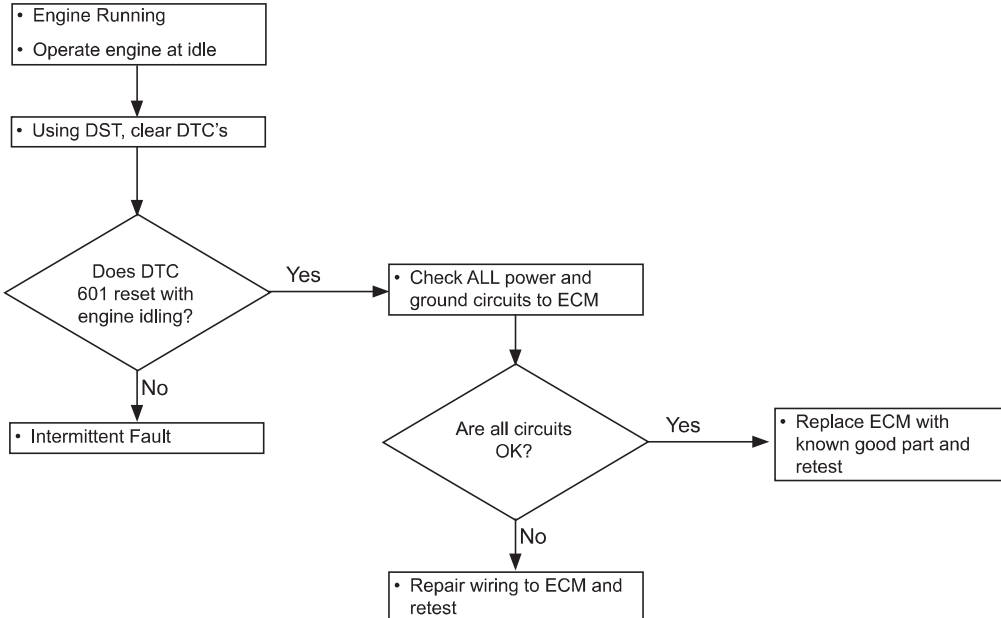 • Engine Running
• Operate engine at idle
• Using DST, clear DTC's
Does DTC
601 reset with
engine idling?
Yes
• Check ALL power and
ground circuits to ECM
No
• Intermittent Fault
Are all circuits
OK?
Yes
• Replace ECM with
known good part and
retest
No
• Repair wiring to ECM and
retest